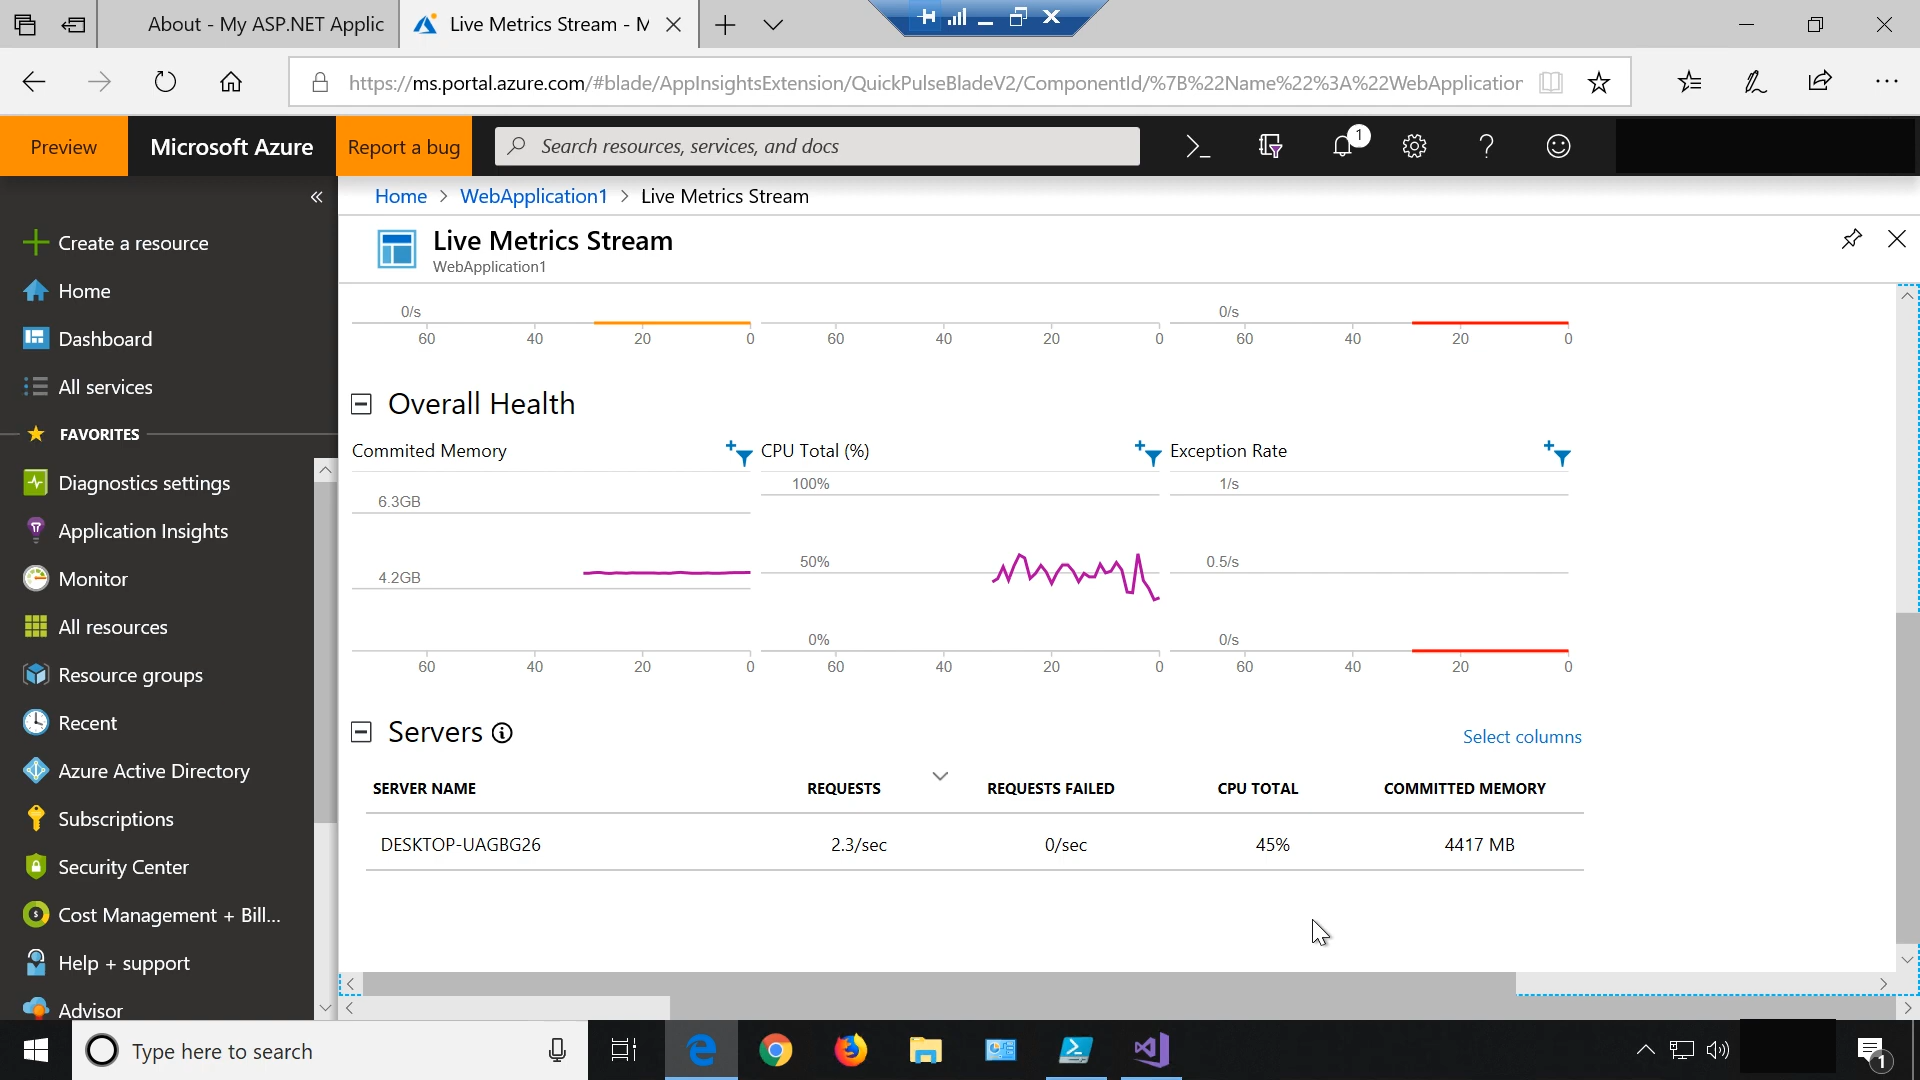 About - My ASP.NET Applic
Live Metrics Stream - M
https://ms.portal.azure.com/#blade/AppInsightsExtension/QuickPulseBladeV2/ComponentId/%7B%22Name%22%3A%22WebApplication
Preview
Microsoft Azure
Report a bug
Search resources, services, and docs
1
Home > WebApplication1 > Live Metrics Stream
Live Metrics Stream
WebApplication1
Create a resource
Home
Dashboard
All services
FAVORITES
Diagnostics settings
Application Insights
Monitor
All resources
Resource groups
Recent
Azure Active Directory
Subscriptions
Security Center
Cost Management + Bill...
Help + support
Advisor
0/s 0/s
60 40 20 0 60 40 20 0 60 40 20 0
Overall Health
Commited Memory CPU Total (%) Exception Rate
6.3GB 100% 1/s
4.2GB 50% 0.5/s
0% 0/s
60 40 20 0 60 40 20 0 60 40 20 0
Servers
Select columns
SERVER NAME REQUESTS REQUESTS FAILED CPU TOTAL COMMITTED MEMORY
DESKTOP-UAGBG26 2.3/sec 0/sec 45% 4417 MB
Type here to search
1